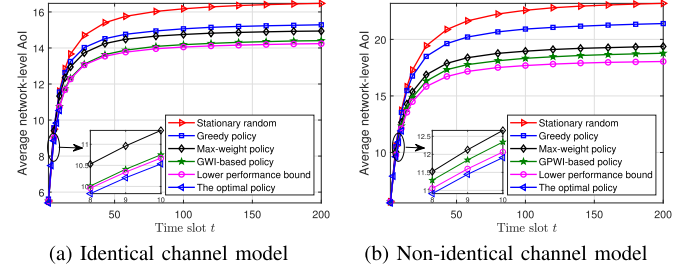 Average network-level AoI
16
14
12
10
8
6
11
10.5
10
8
9
10
Stationary random
Greedy policy
Max-weight policy
GWI-based policy
Lower performance bound
The optimal policy
50
100
150
200
Time slot t
(a) Identical channel model
Average network-level AoI
20
15
10
12.5
12
11.5
11
8
9
10
Stationary random
Greedy policy
Max-weight policy
GPWI-based policy
Lower performance bound
The optimal policy
50
100
150
200
Time slot t
(b) Non-identical channel model